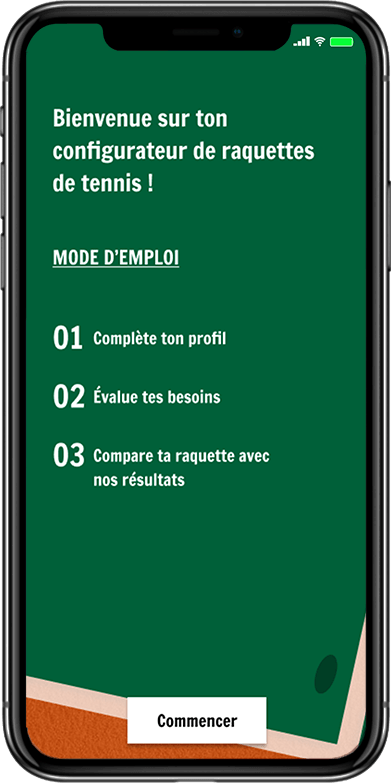 Bienvenue sur ton
configurateur de raquettes
de tennis !
MODE D’EMPLOI
01 Complète ton profil
02 Évalue tes besoins
03 Compare ta raquette avec
nos résultats
Commencer